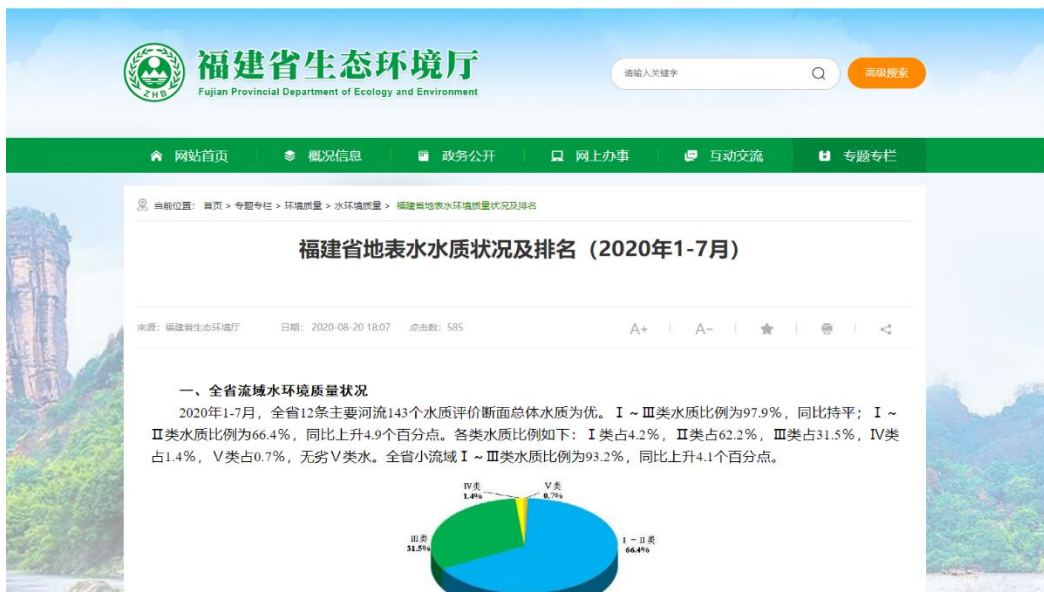 福建省生态环境厅
Fujian Provincial Department of Ecology and Environment
ZHB
请输入关键字
高级搜索
网站首页
概况信息
政务公开
网上办事
互动交流
专题专栏
当前位置： 首页 > 专题专栏 > 环境质量 > 水环境质量 > 福建省地表水环境质量状况及排名
福建省地表水水质状况及排名（2020年1-7月）
来源：福建省生态环境厅 日期： 2020-08-20 18:07 点击数：585
A+ A-
一、全省流域水环境质量状况
2020年1-7月，全省12条主要河流143个水质评价断面总体水质为优。Ⅰ～Ⅲ类水质比例为97.9%，同比持平；Ⅰ～
Ⅱ类水质比例为66.4%，同比上升4.9个百分点。各类水质比例如下：Ⅰ类占4.2%，Ⅱ类占62.2%，Ⅲ类占31.5%，Ⅳ类
占1.4%，Ⅴ类占0.7%，无劣Ⅴ类水。全省小流域Ⅰ～Ⅲ类水质比例为93.2%，同比上升4.1个百分点。
Ⅳ类
1.4%
Ⅴ类
0.7%
Ⅲ类
31.5%
Ⅰ～Ⅱ类
66.4%